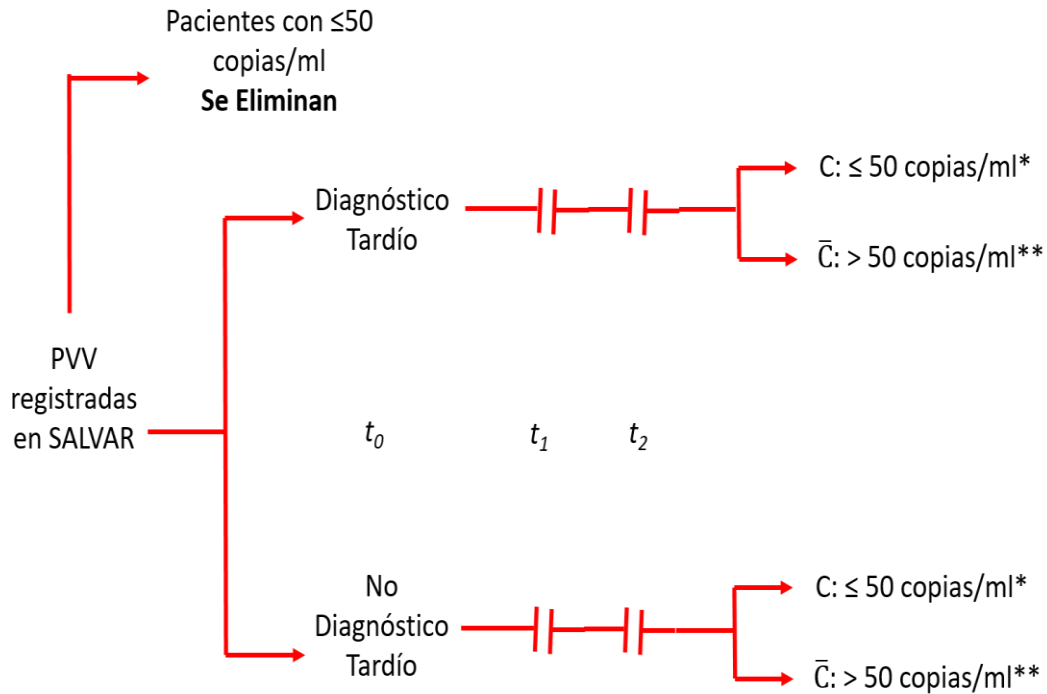 Pacientes con ≤50
copias/ml
Se Eliminan
Diagnóstico
Tardío
C: ≤ 50 copias/ml*
C̅: > 50 copias/ml**
PVV
registradas
en SALVAR
t₀
t₁
t₂
No
Diagnóstico
Tardío
C: ≤ 50 copias/ml*
C̅: > 50 copias/ml**